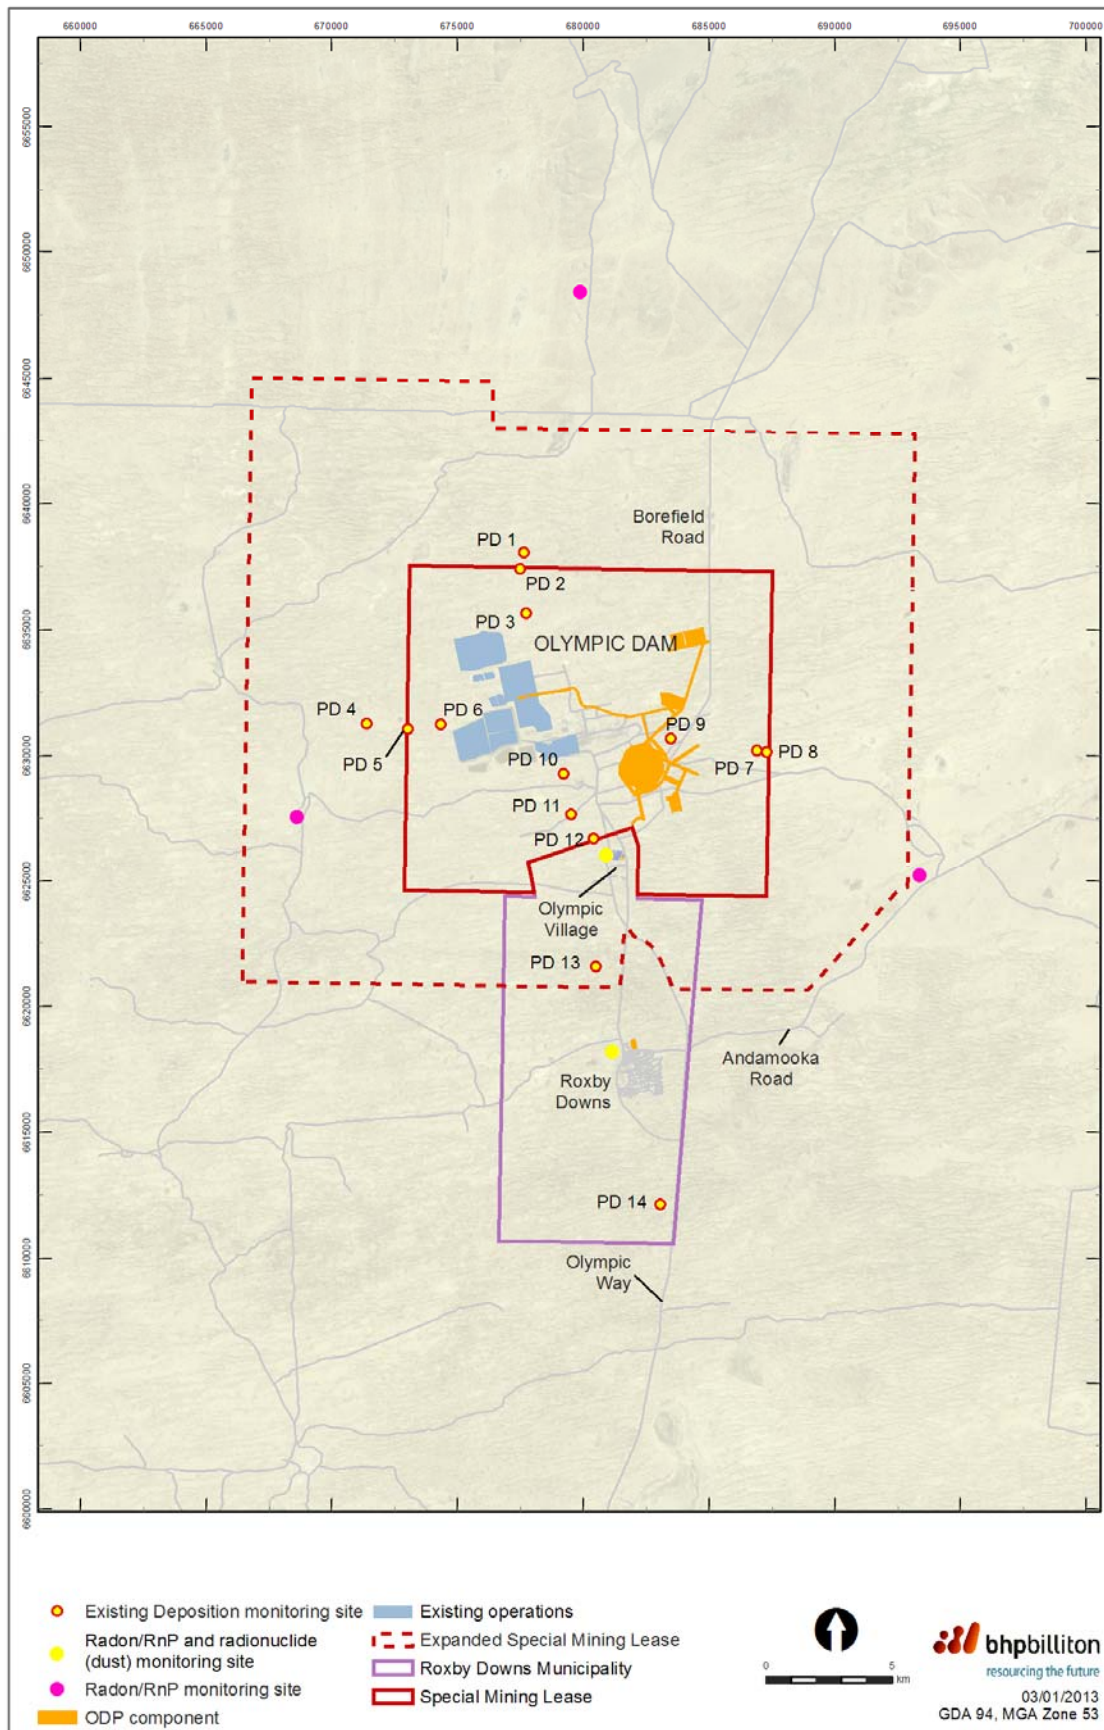 660000
665000
670000
675000
680000
685000
690000
695000
700000
6655000
6650000
6645000
6640000
6635000
6630000
6625000
6620000
6615000
6610000
6605000
6600000
Borefield
Road
PD 1
PD 2
PD 3
OLYMPIC DAM
PD 4
PD 6
PD 5
PD 9
PD 7
PD 8
PD 10
PD 11
PD 12
Olympic
Village
PD 13
Andamooka
Road
Roxby
Downs
PD 14
Olympic
Way
Existing Deposition monitoring site
Radon/RnP and radionuclide
(dust) monitoring site
Radon/RnP monitoring site
ODP component
Existing operations
Expanded Special Mining Lease
Roxby Downs Municipality
Special Mining Lease
0
5
km
bhpbilliton
resourcing the future
03/01/2013
GDA 94, MGA Zone 53